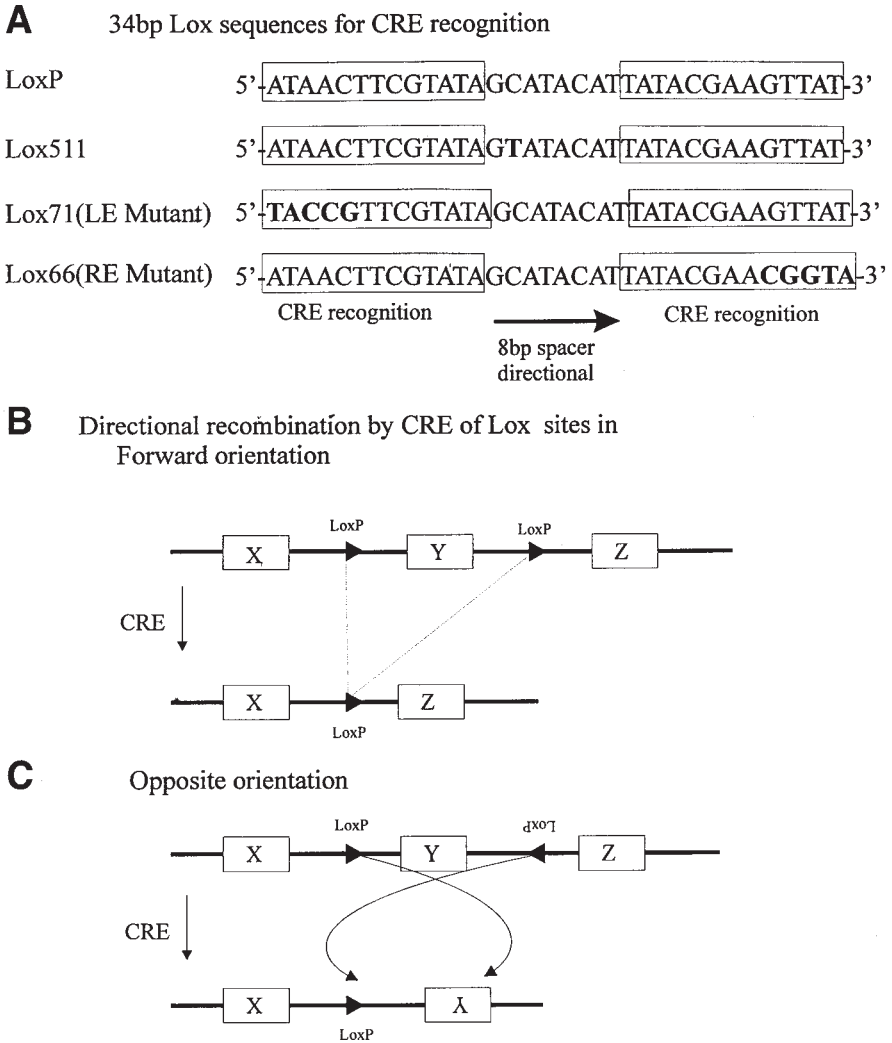 A 34bp Lox sequences for CRE recognition
LoxP 5'-ATAACTTCGTATAGCATACATTATACGAAGTTAT-3'
Lox511 5'-ATAACTTCGTATAGTATACATTATACGAAGTTAT-3'
Lox71(LE Mutant) 5'-TACCGTTCGTATAGCATACATTATACGAAGTTAT-3'
Lox66(RE Mutant) 5'-ATAACTTCGTATAGCATACATTATACGAACGGTA-3'
CRE recognition CRE recognition
8bp spacer
directional
B Directional recombination by CRE of Lox sites in
Forward orientation
LoxP LoxP
X Y Z
CRE
X Z
LoxP
C Opposite orientation
LoxP LoxP
X Y Z
CRE
X Y
LoxP